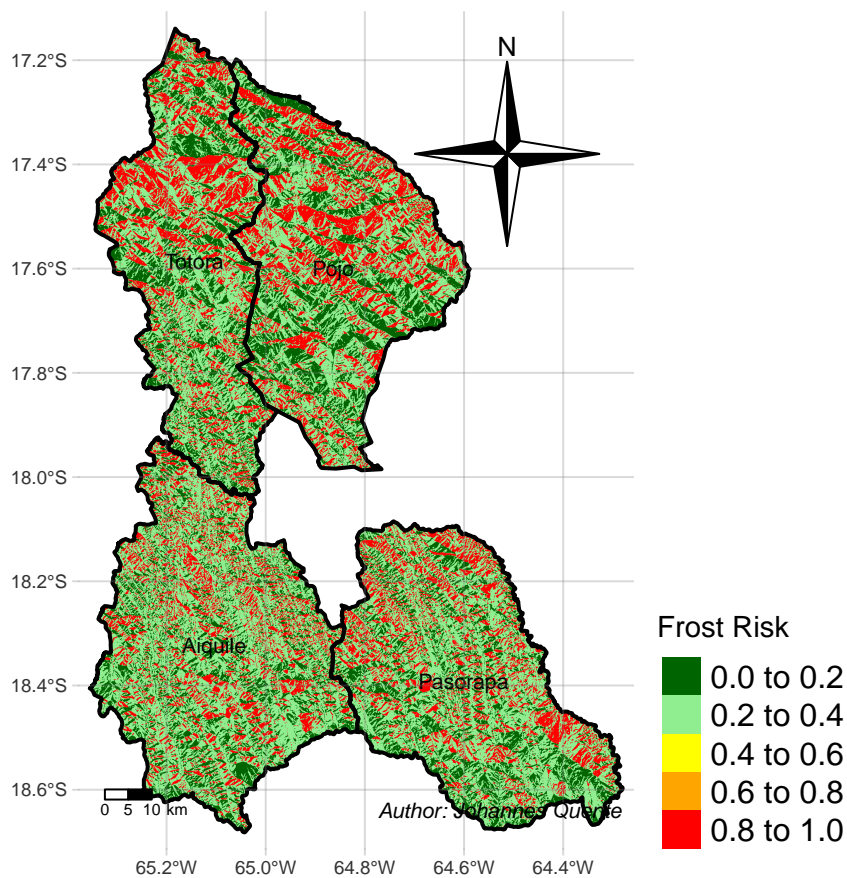 N
17.2°S
17.4°S
17.6°S
17.8°S
18.0°S
18.2°S
18.4°S
18.6°S
Totora
Pojo
Aiquile
Pasorapa
Frost Risk
0.0 to 0.2
0.2 to 0.4
0.4 to 0.6
0.6 to 0.8
0.8 to 1.0
0 5 10 km
Author: Johannes Quente
65.2°W 65.0°W 64.8°W 64.6°W 64.4°W